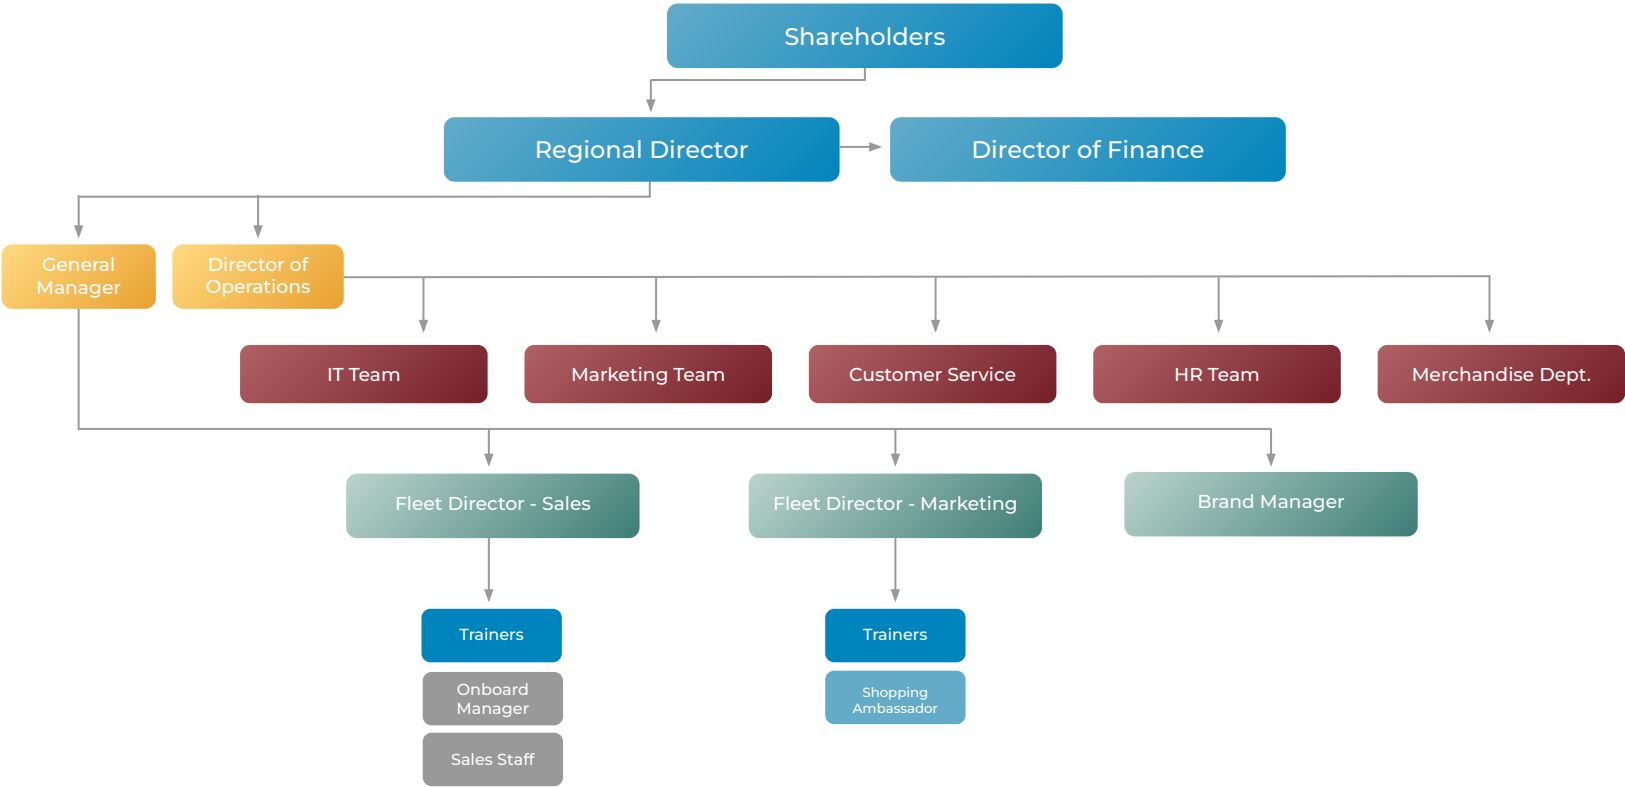 Shareholders
Regional Director
Director of Finance
General
Manager
Director of
Operations
IT Team
Marketing Team
Customer Service
HR Team
Merchandise Dept.
Fleet Director - Sales
Fleet Director - Marketing
Brand Manager
Trainers
Onboard
Manager
Sales Staff
Trainers
Shopping
Ambassador